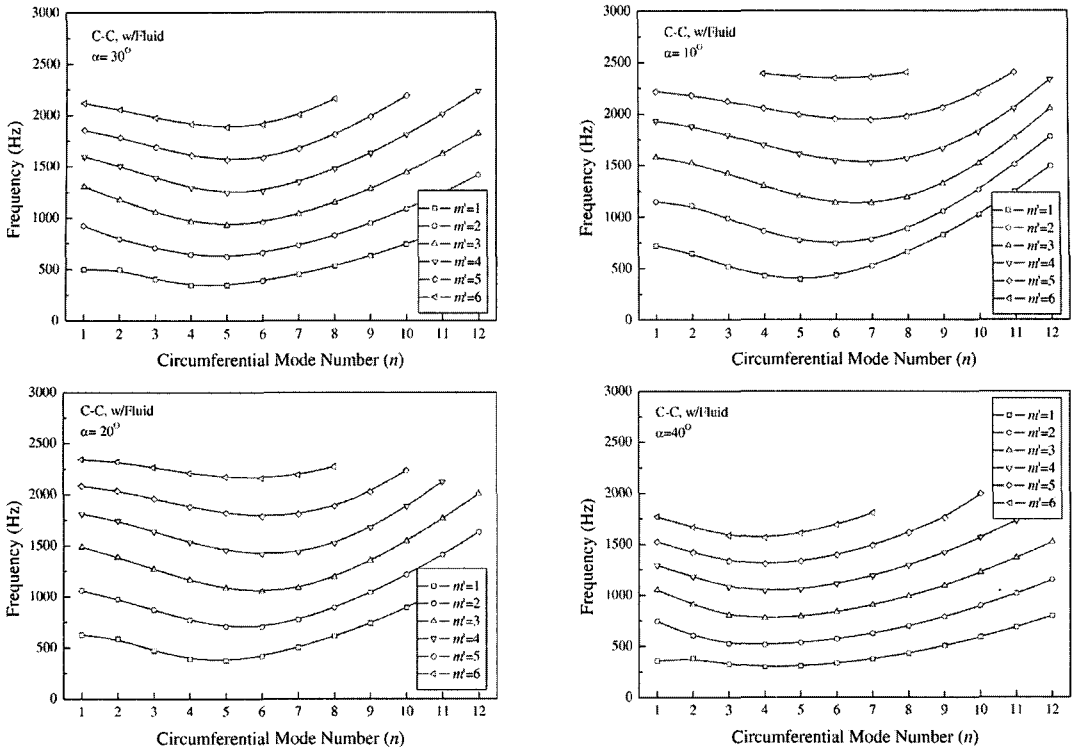 3000
2500
2000
1500
1000
500
0
Frequency (Hz)
C-C, w/Fluid
α= 30°
m'=1
m'=2
m'=3
m'=4
m'=5
m'=6
1 2 3 4 5 6 7 8 9 10 11 12
Circumferential Mode Number (n)
3000
2500
2000
1500
1000
500
0
Frequency (Hz)
C-C, w/Fluid
α= 10°
m'=1
m'=2
m'=3
m'=4
m'=5
m'=6
1 2 3 4 5 6 7 8 9 10 11 12
Circumferential Mode Number (n)
3000
2500
2000
1500
1000
500
0
Frequency (Hz)
C-C, w/Fluid
α= 20°
m'=1
m'=2
m'=3
m'=4
m'=5
m'=6
1 2 3 4 5 6 7 8 9 10 11 12
Circumferential Mode Number (n)
3000
2500
2000
1500
1000
500
0
Frequency (Hz)
C-C, w/Fluid
α=40°
m'=1
m'=2
m'=3
m'=4
m'=5
m'=6
1 2 3 4 5 6 7 8 9 10 11 12
Circumferential Mode Number (n)